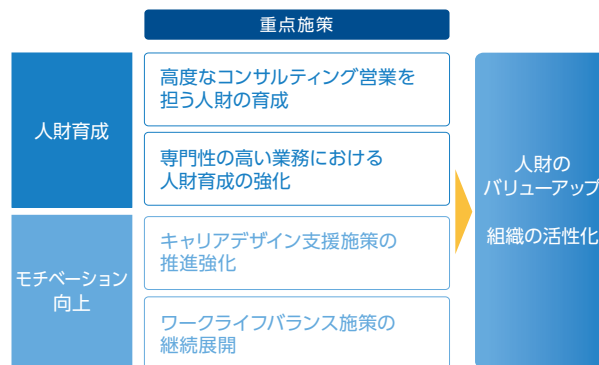 重点施策
人財育成
高度なコンサルティング営業を
担う人財の育成
専門性の高い業務における
人財育成の強化
モチベーション
向上
キャリアデザイン支援施策の
推進強化
ワークライフバランス施策の
継続展開
人財の
バリューアップ
組織の活性化